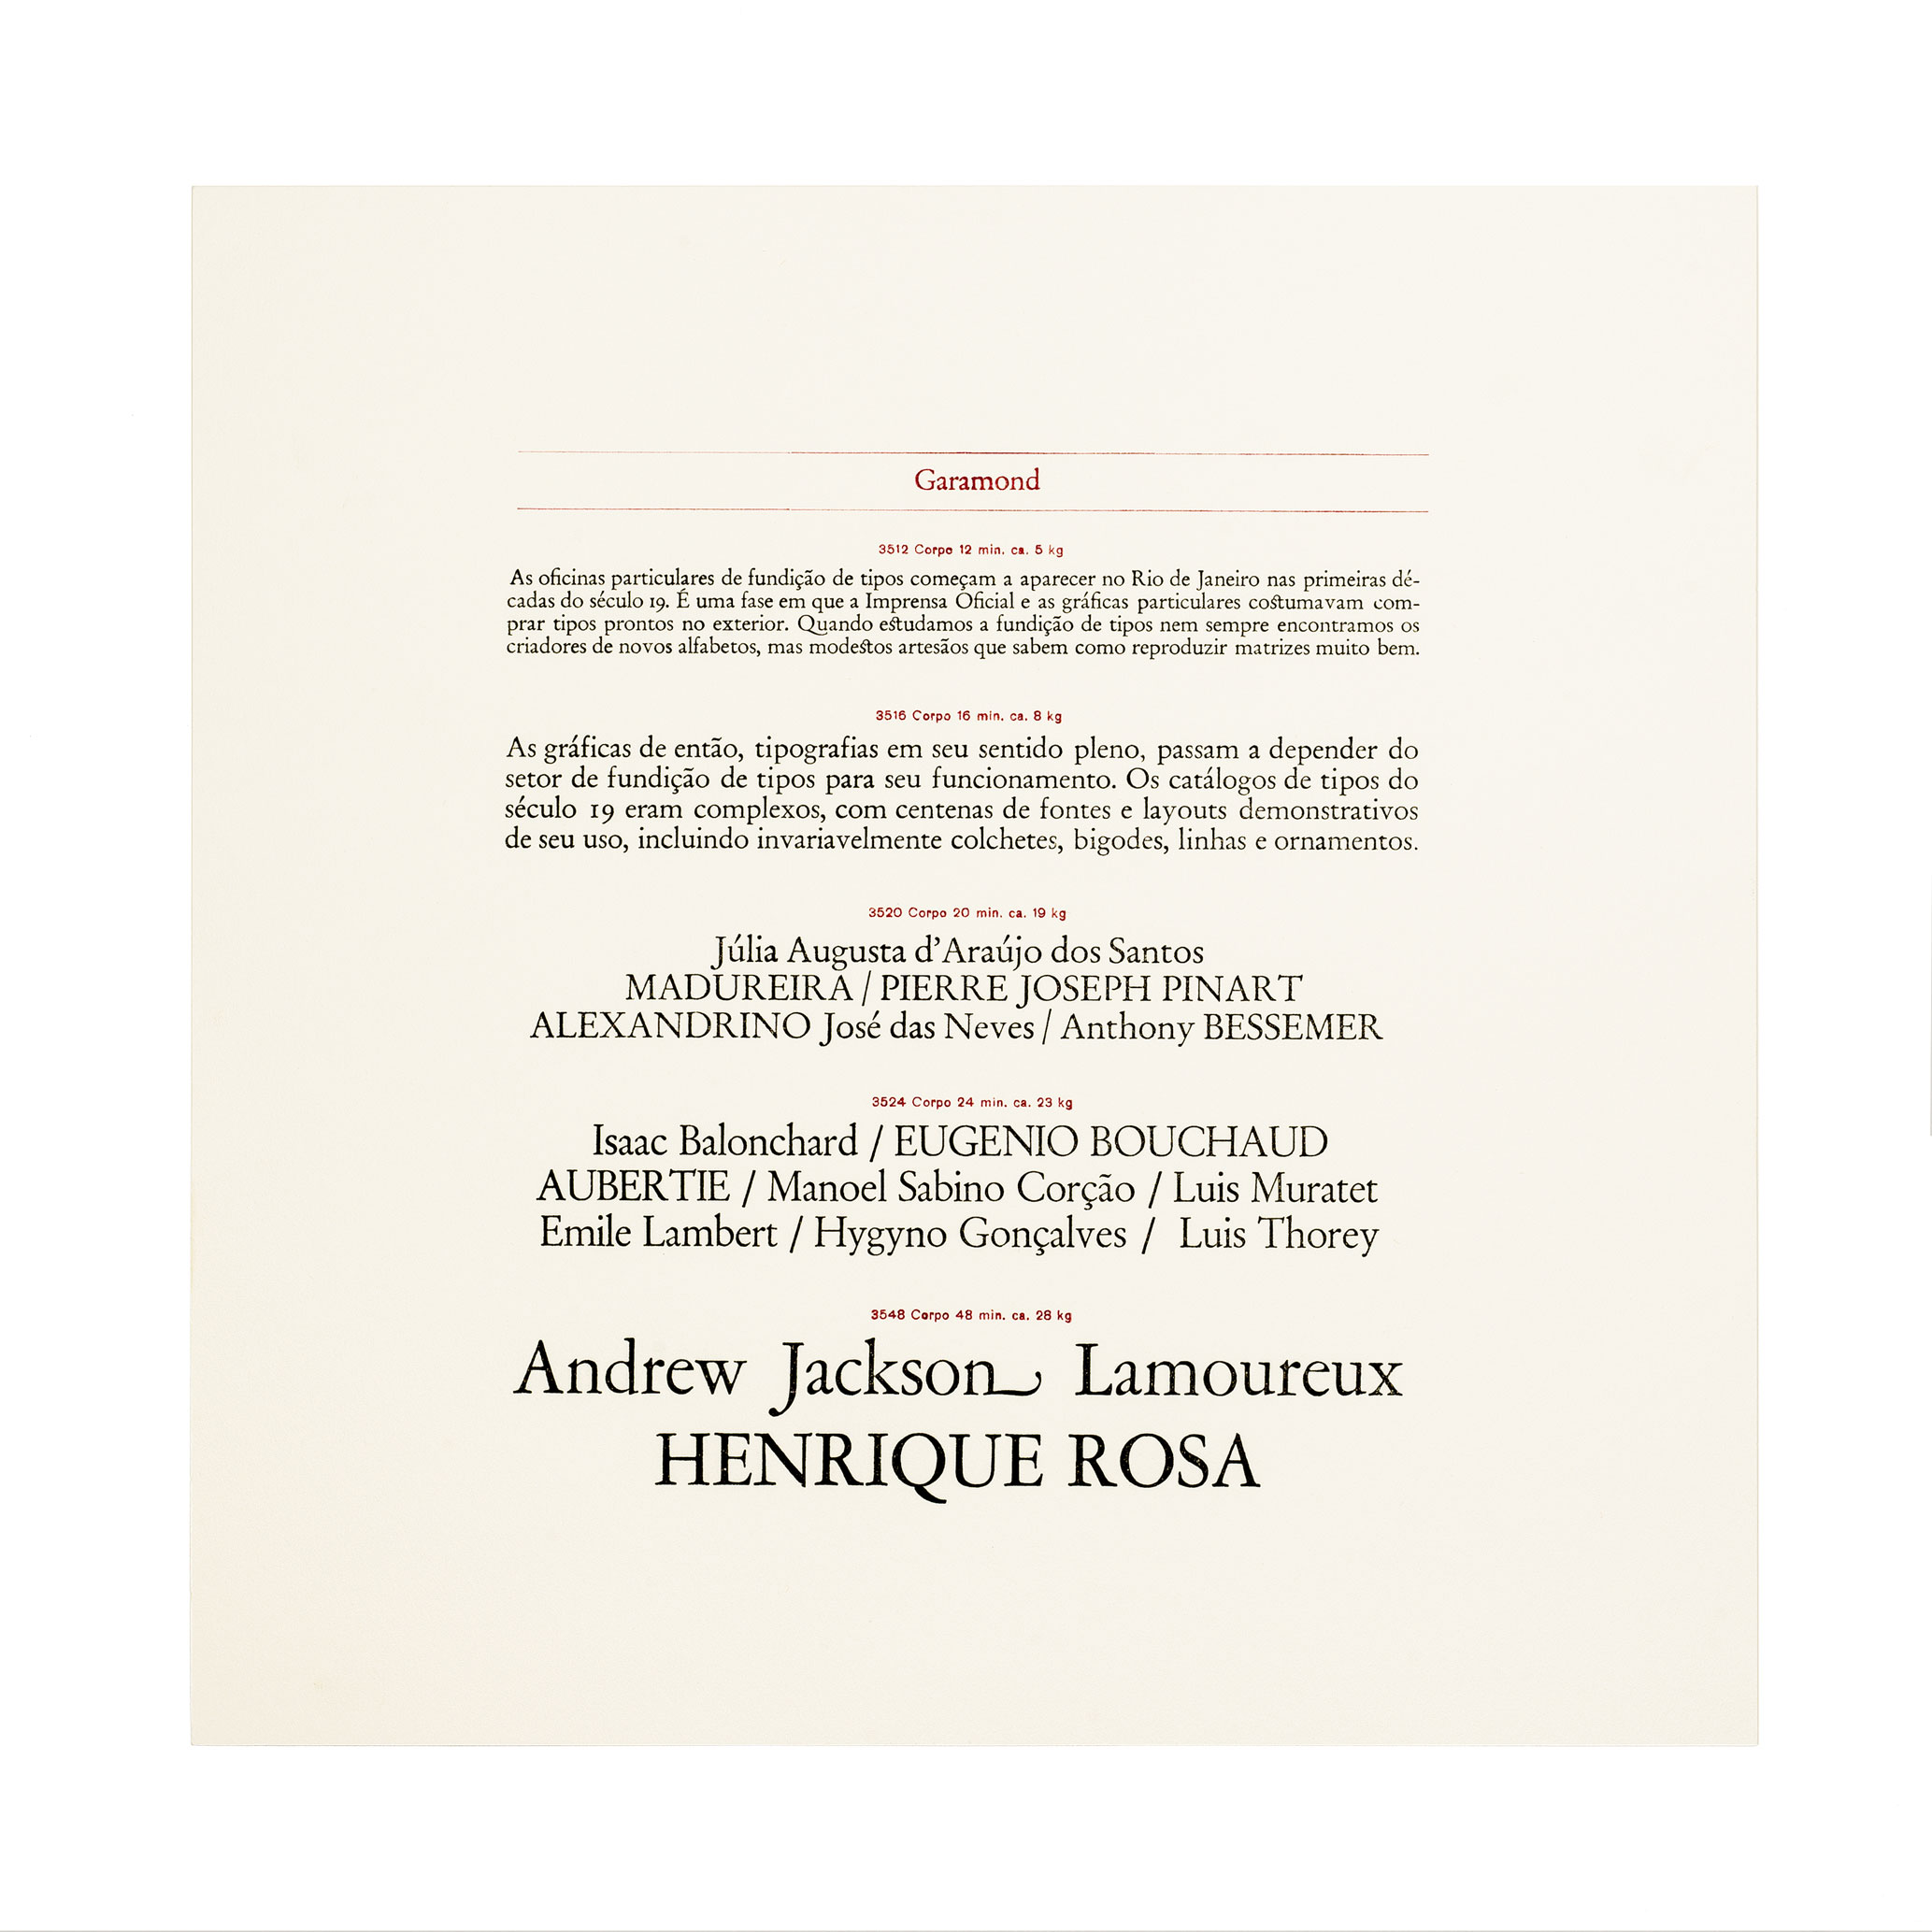 Garamond
3512 Corpo 12 min. ca. 5 kg
As oficinas particulares de fundição de tipos começam a aparecer no Rio de Janeiro nas primeiras dé-
cadas do século 19. É uma fase em que a Imprensa Oficial e as gráficas particulares costumavam com-
prar tipos prontos no exterior. Quando estudamos a fundição de tipos nem sempre encontramos os
criadores de novos alfabetos, mas modestos artesãos que sabem como reproduzir matrizes muito bem.
3516 Corpo 16 min. ca. 8 kg
As gráficas de então, tipografias em seu sentido pleno, passam a depender do
setor de fundição de tipos para seu funcionamento. Os catálogos de tipos do
século 19 eram complexos, com centenas de fontes e layouts demonstrativos
de seu uso, incluindo invariavelmente colchetes, bigodes, linhas e ornamentos.
3520 Corpo 20 min. ca. 19 kg
Júlia Augusta d’Araújo dos Santos
MADUREIRA / PIERRE JOSEPH PINART
ALEXANDRINO José das Neves / Anthony BESSEMER
3524 Corpo 24 min. ca. 23 kg
Isaac Balonchard / EUGENIO BOUCHAUD
AUBERTIE / Manoel Sabino Corção / Luis Muratet
Emile Lambert / Hygyno Gonçalves / Luis Thorey
3548 Corpo 48 min. ca. 28 kg
Andrew Jackson Lamoureux
HENRIQUE ROSA